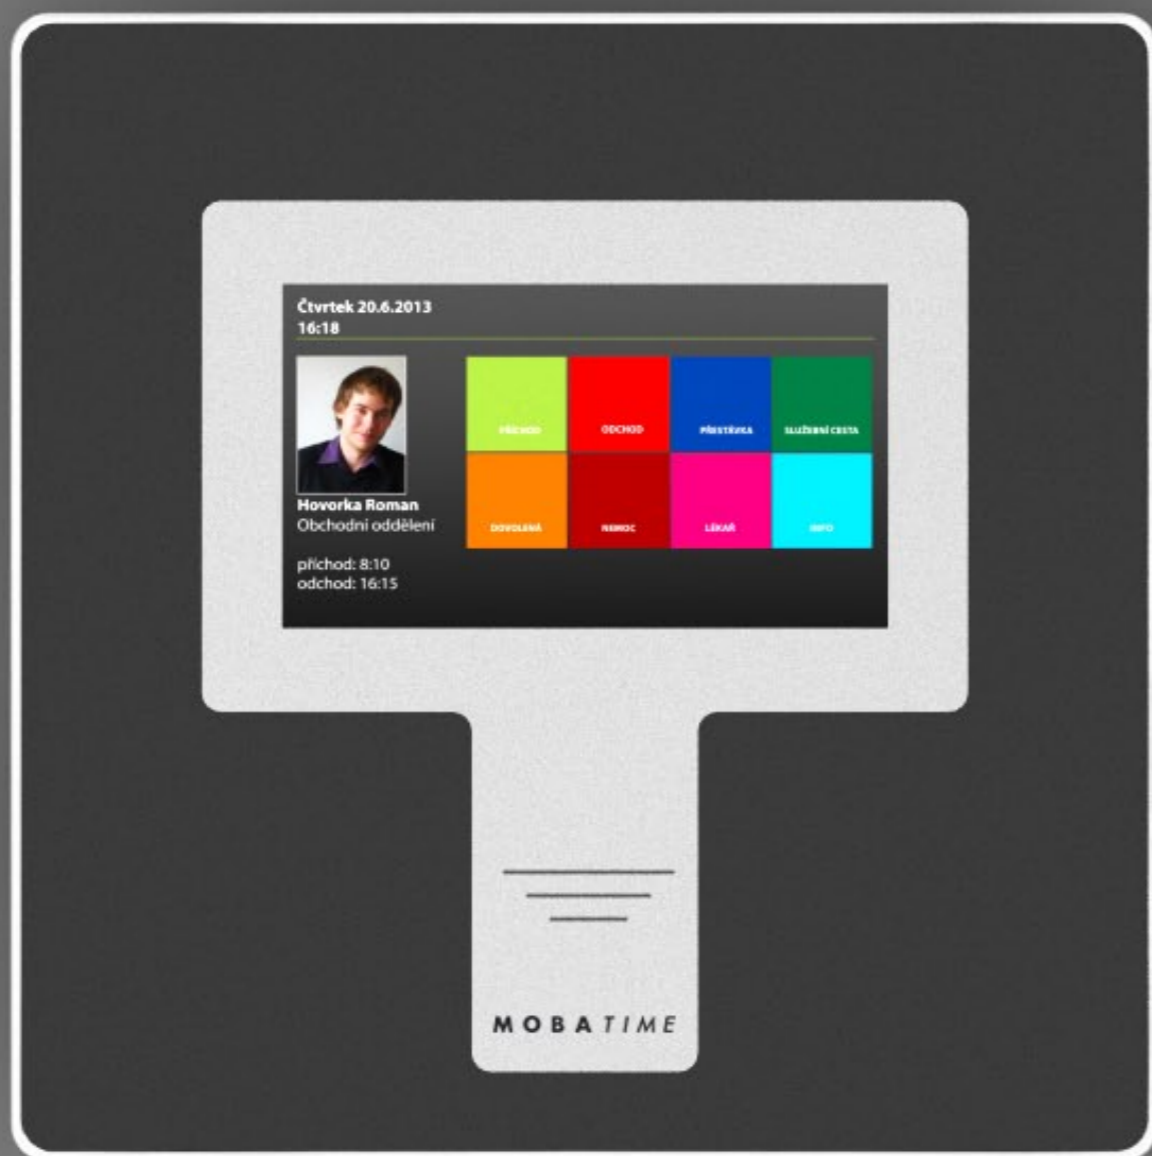 Čtvrtek 20.6.2013
16:18
PŘÍCHOD
ODCHOD
PŘESTÁVKA
SLUŽEBNÍ CESTA
DOVOLENÁ
NEMOC
LÉKAŘ
INFO
Hovorka Roman
Obchodní oddělení
příchod: 8:10
odchod: 16:15
MOBATIME